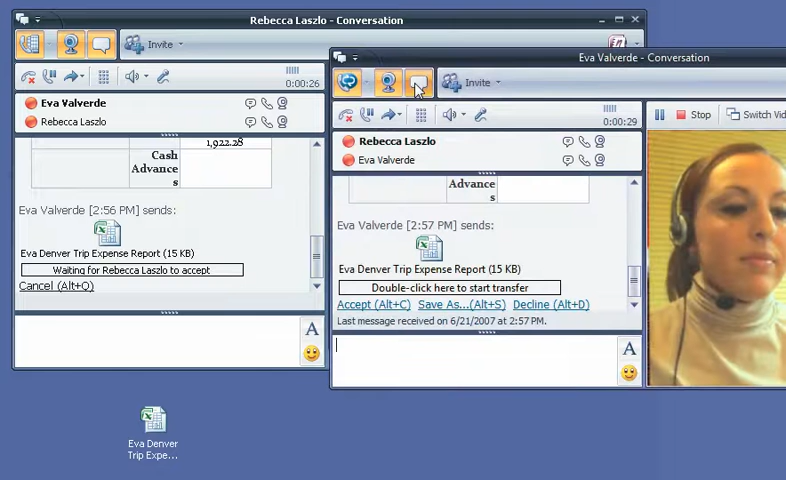 Rebecca Laszlo - Conversation
Invite
0:00:26
Eva Valverde
Rebecca Laszlo
1,922.28
Cash
Advance
s
Eva Valverde [2:56 PM] sends:
Eva Denver Trip Expense Report (15 KB)
Waiting for Rebecca Laszlo to accept
Cancel (Alt+Q)
A
Eva Valverde - Conversation
Invite
0:00:29
Stop
Switch Vid
Rebecca Laszlo
Eva Valverde
Advance
s
Eva Valverde [2:57 PM] sends:
Eva Denver Trip Expense Report (15 KB)
Double-click here to start transfer
Accept (Alt+C) Save As...(Alt+S) Decline (Alt+D)
Last message received on 6/21/2007 at 2:57 PM.
A
Eva Denver
Trip Expe...